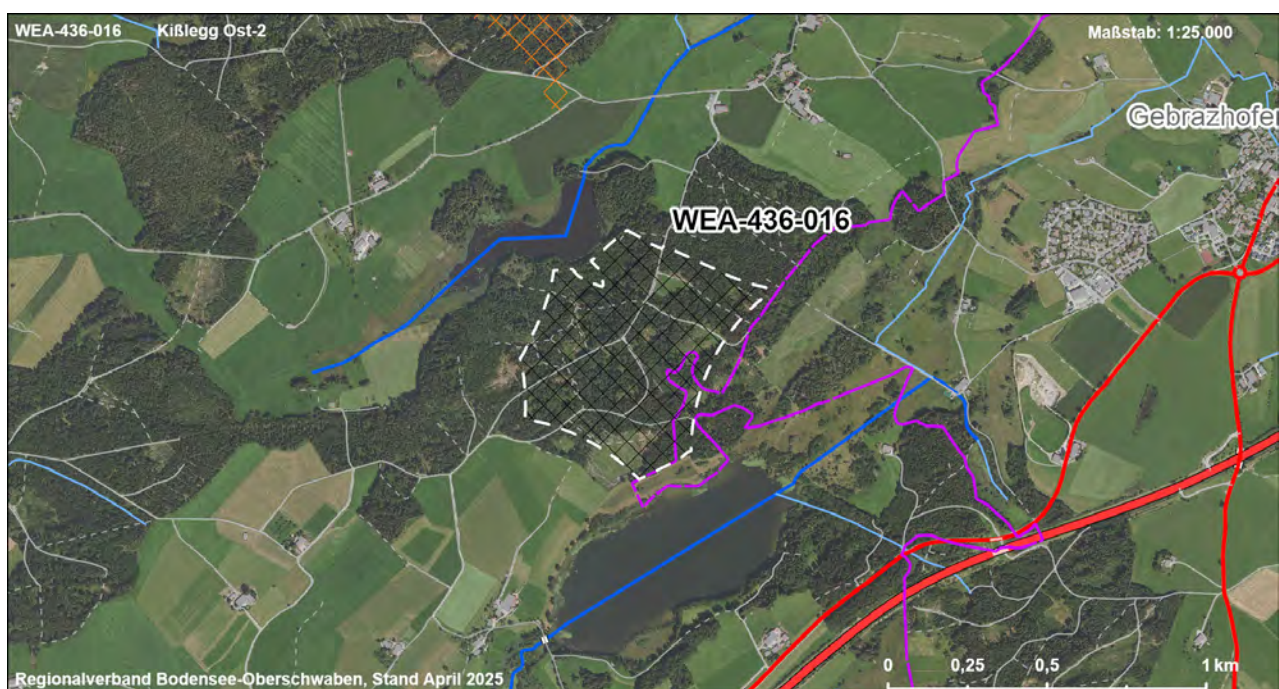 WEA-436-016 Kißlegg Ost-2 Maßstab: 1:25.000
Gebrazhofen
WEA-436-016
0 0,25 0,5 1 km
Regionalverband Bodensee-Oberschwaben, Stand April 2025